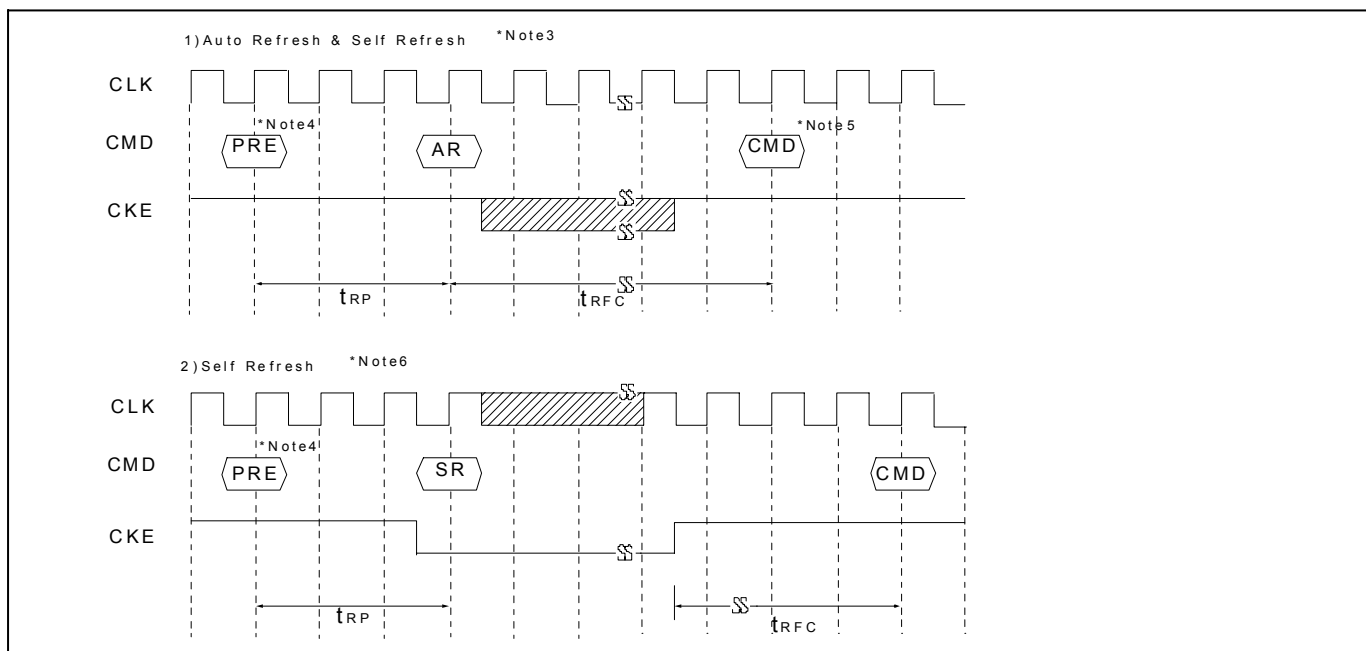 1)Auto Refresh & Self Refresh *Note3
CLK
*Note4 *Note5
CMD PRE AR CMD
CKE
tRP tRFC
2)Self Refresh *Note6
CLK
*Note4
CMD PRE SR CMD
CKE
tRP tRFC